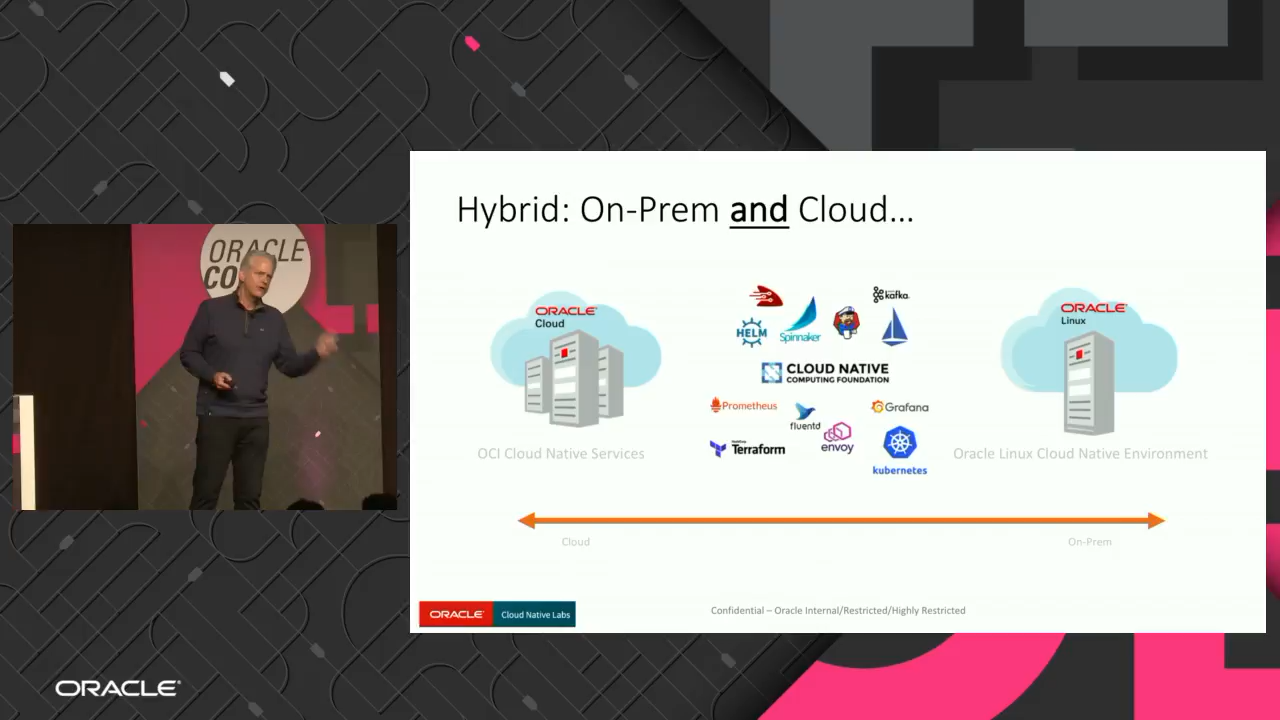 ORACLE
CO
Hybrid: On-Prem and Cloud...
ORACLE
Cloud
OCI Cloud Native Services
kafka
HELM
Spinnaker
CLOUD NATIVE
COMPUTING FOUNDATION
Prometheus
fluentd
Grafana
Terraform
envoy
kubernetes
ORACLE
Linux
Oracle Linux Cloud Native Environment
Cloud
On-Prem
ORACLE
Cloud Native Labs
Confidential – Oracle Internal/Restricted/Highly Restricted
ORACLE